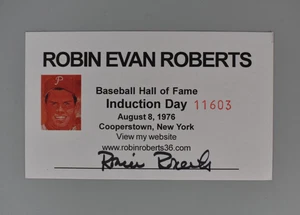 ROBIN EVAN ROBERTS
P
Baseball Hall of Fame
Induction Day 11603
August 8, 1976
Cooperstown, New York
View my website
www.robinroberts36.com
Robin Roberts